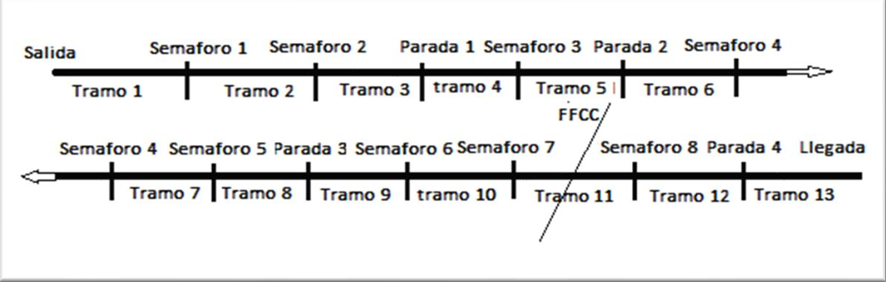 Salida Semaforo 1 Semaforo 2 Parada 1 Semaforo 3 Parada 2 Semaforo 4
Tramo 1 Tramo 2 Tramo 3 tramo 4 Tramo 5 Tramo 6
FFCC
Semaforo 4 Semaforo 5 Parada 3 Semaforo 6 Semaforo 7 Semaforo 8 Parada 4 Llegada
Tramo 7 Tramo 8 Tramo 9 tramo 10 Tramo 11 Tramo 12 Tramo 13